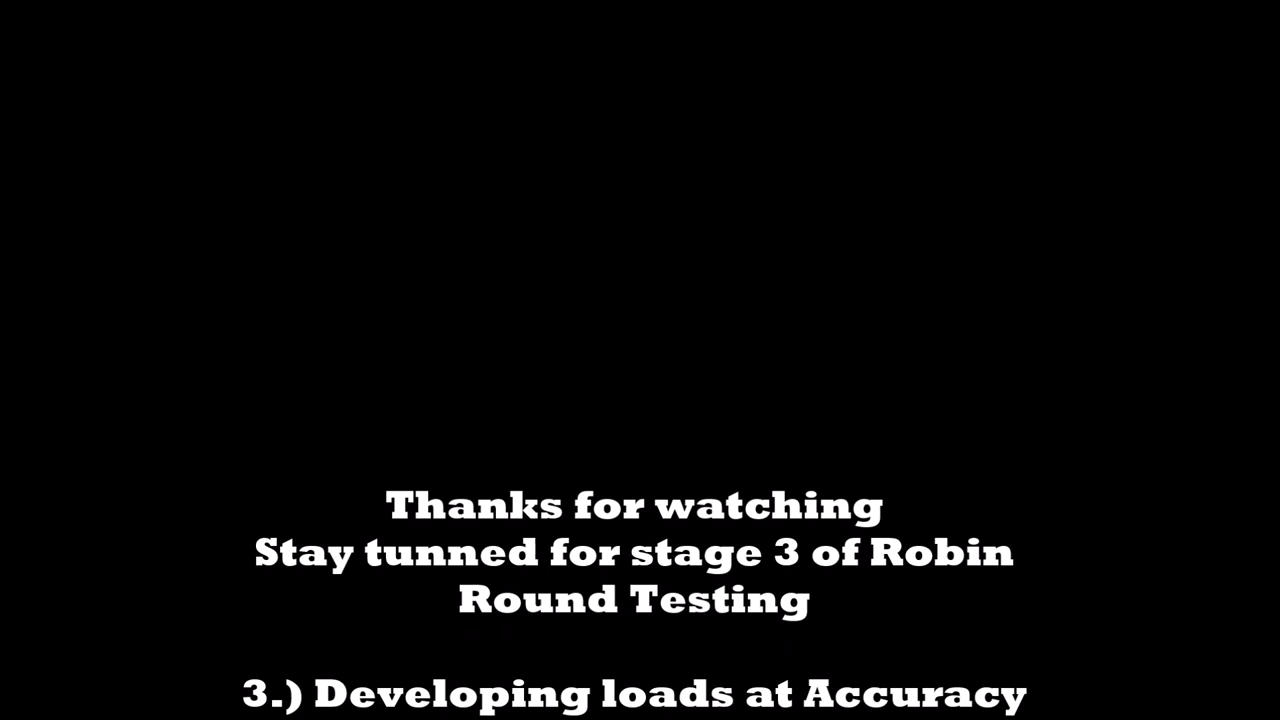 Thanks for watching
Stay tunned for stage 3 of Robin
Round Testing
3.) Developing loads at Accuracy